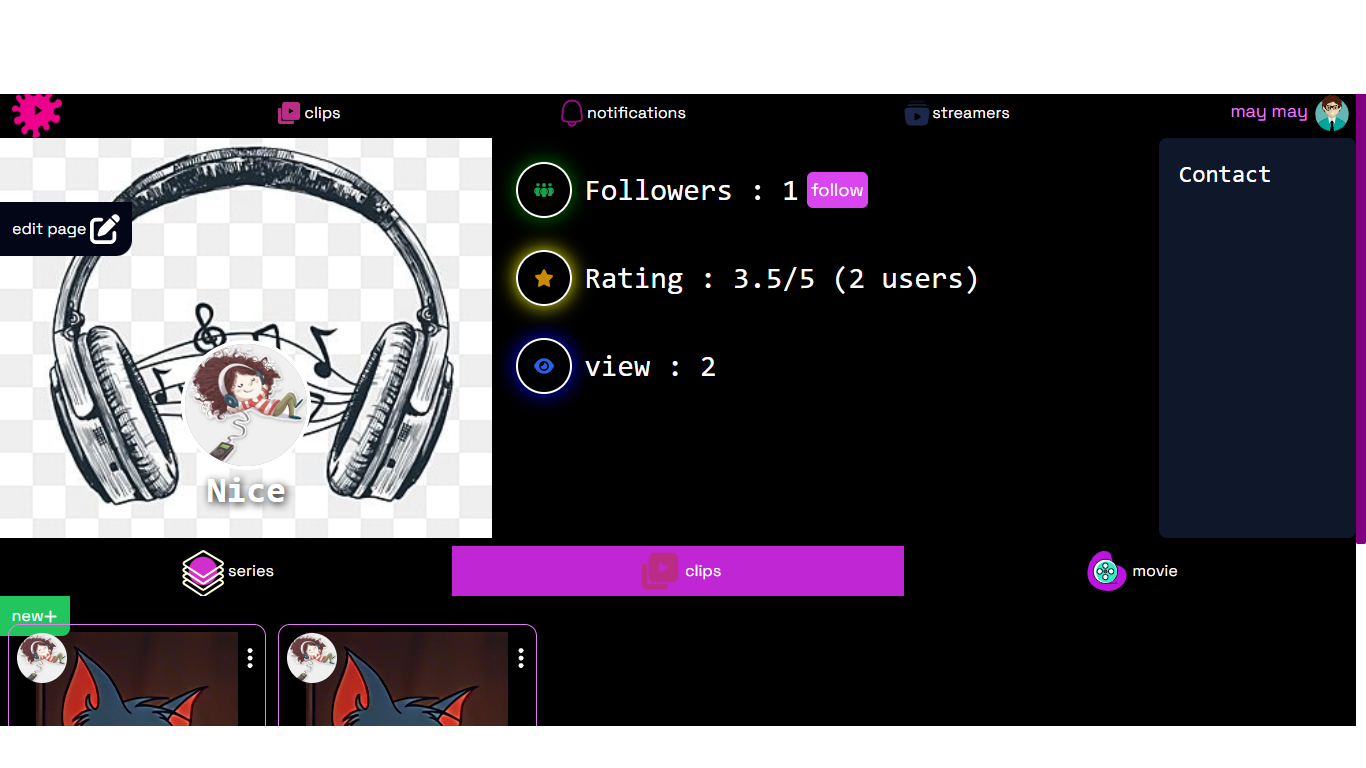 clips notifications streamers may may
edit page
Followers : 1 follow
Rating : 3.5/5 (2 users)
view : 2
Contact
Nice
series clips movie
new+